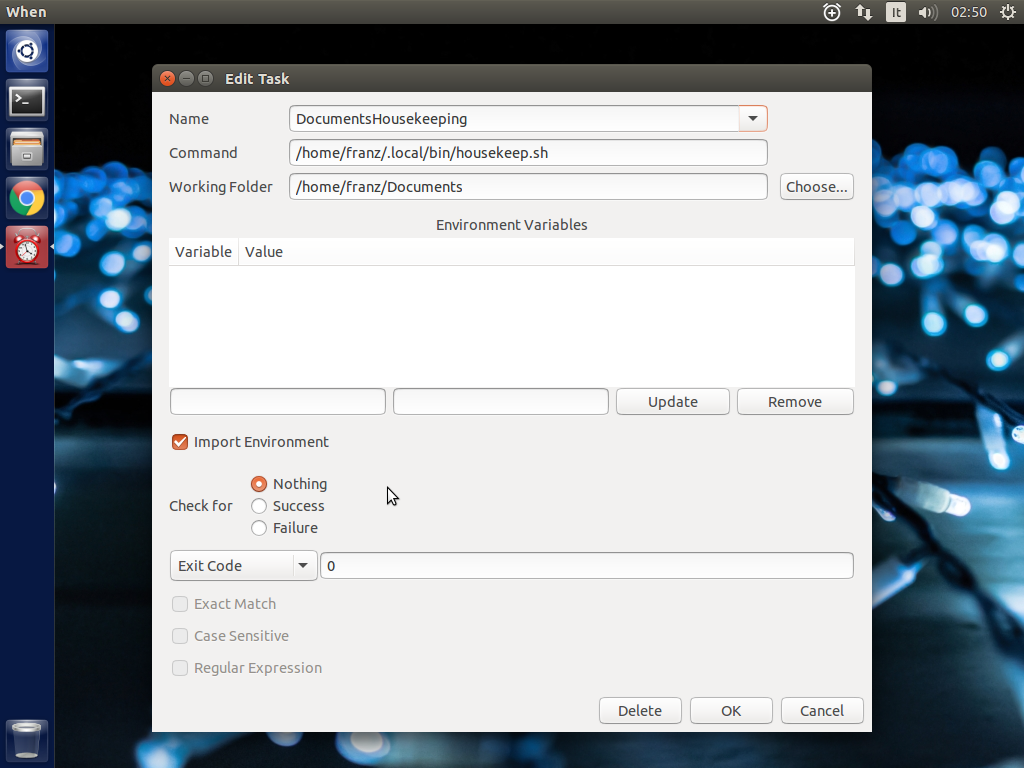 When It 02:50
Edit Task
Name DocumentsHousekeeping
Command /home/franz/.local/bin/housekeep.sh
Working Folder /home/franz/Documents Choose...
Environment Variables
Variable Value
Update Remove
Import Environment
Nothing
Check for Success
Failure
Exit Code 0
Exact Match
Case Sensitive
Regular Expression
Delete OK Cancel